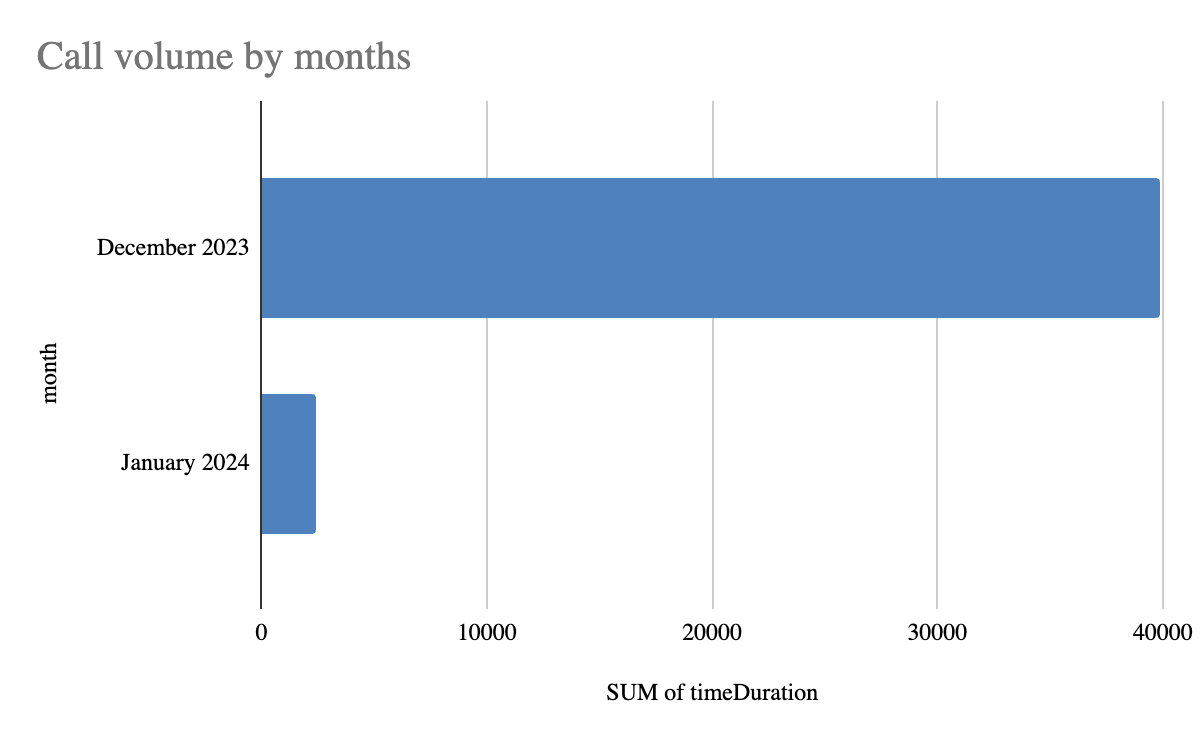 Call volume by months
month
December 2023
January 2024
0 10000 20000 30000 40000
SUM of timeDuration